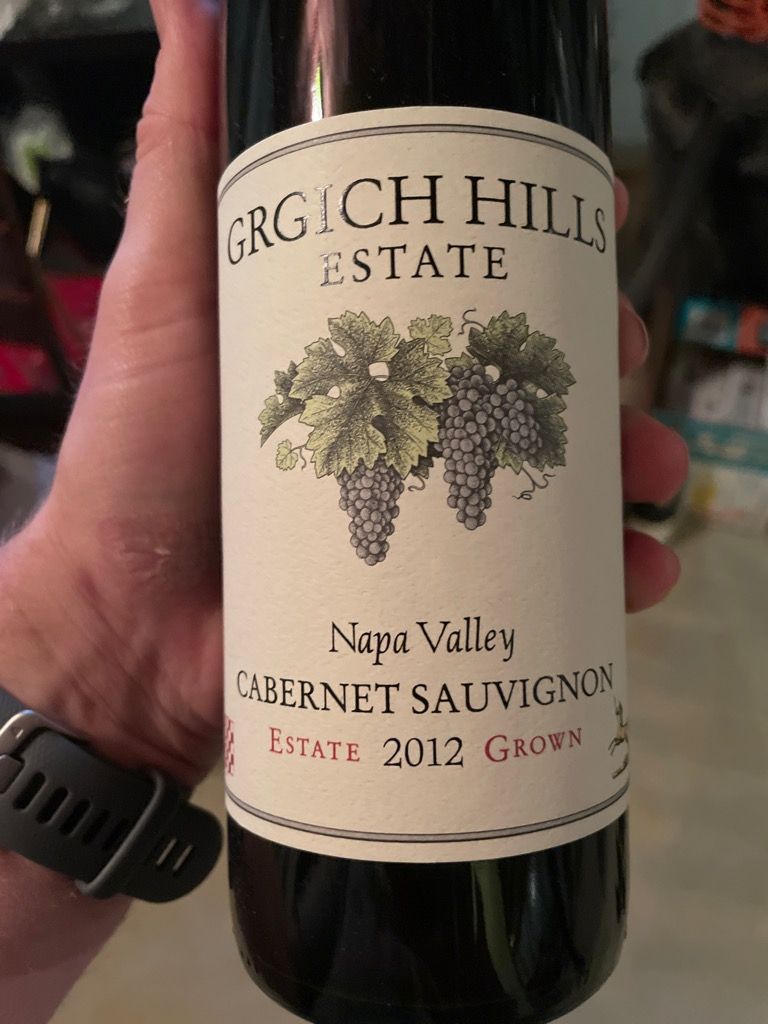 GRGICH HILLS
ESTATE
Napa Valley
CABERNET SAUVIGNON
ESTATE 2012 GROWN